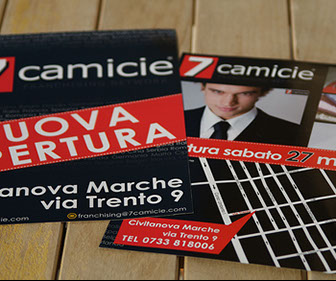 7camicie
NUOVA
APERTURA
Civitanova Marche
via Trento 9
franchising@7camicie.com
7camicie
sabato 27
Civitanova Marche
via Trento 9
TEL 0733 818006